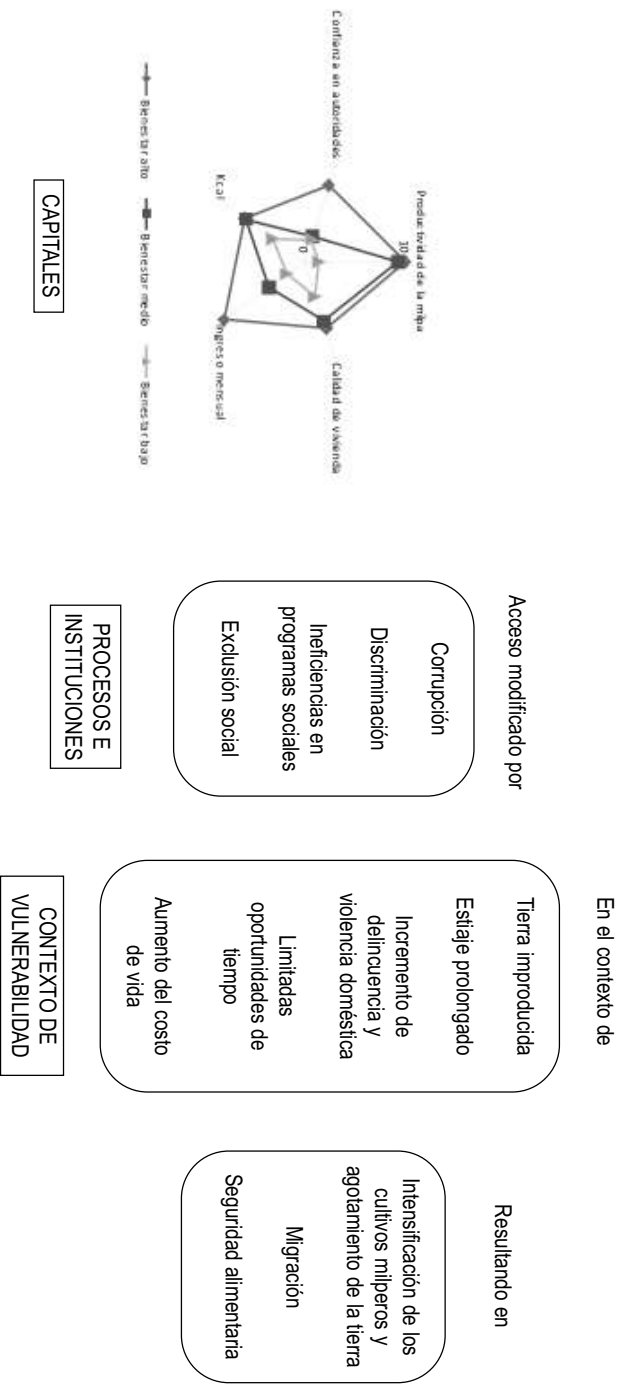 Productividad de la milpa
10
0
Confianza en autoridades
Calidad de vivienda
Kcal
Ingreso mensual
Bienestar alto
Bienestar medio
Bienestar bajo
CAPITALES
Acceso modificado por
Corrupción
Discriminación
Ineficiencias en
programas sociales
Exclusión social
PROCESOS E
INSTITUCIONES
En el contexto de
Tierra improducida
Estiaje prolongado
Incremento de
delincuencia y
violencia doméstica
Limitadas
oportunidades de
tiempo
Aumento del costo
de vida
CONTEXTO DE
VULNERABILIDAD
Resultando en
Intensificación de los
cultivos milperos y
agotamiento de la tierra
Migración
Seguridad alimentaria